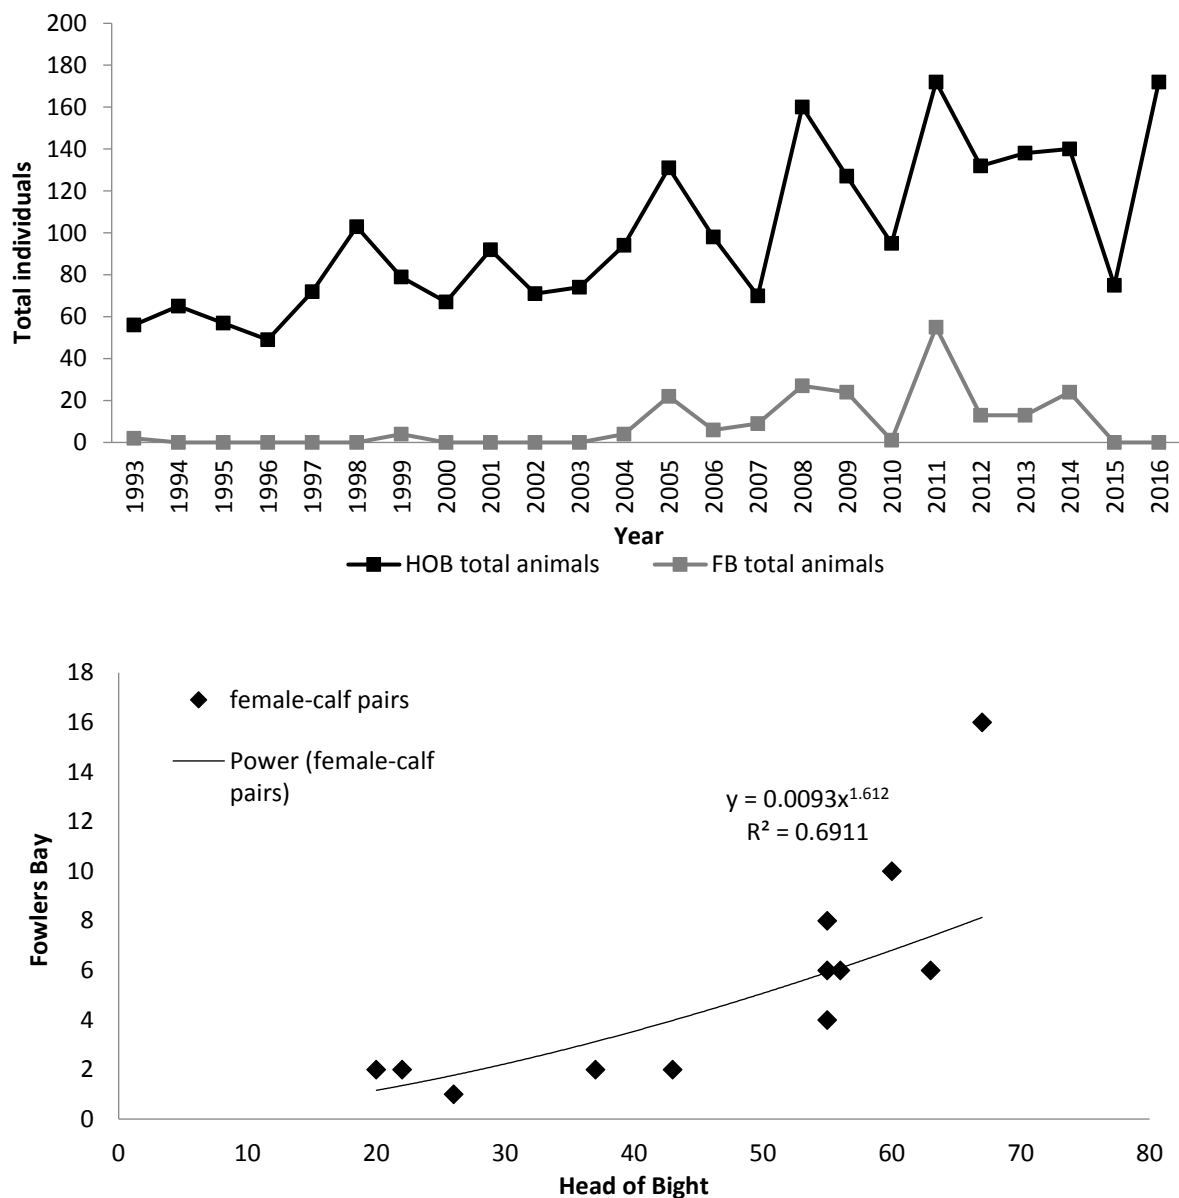 200
180
160
140
120
100
80
60
40
20
0
Total individuals
1993 1994 1995 1996 1997 1998 1999 2000 2001 2002 2003 2004 2005 2006 2007 2008 2009 2010 2011 2012 2013 2014 2015 2016
Year
HOB total animals FB total animals
18
16
14
12
10
8
6
4
2
0
Fowlers Bay
female-calf pairs
Power (female-calf
pairs)
y = 0.0093x^1.612
R² = 0.6911
0 10 20 30 40 50 60 70 80
Head of Bight